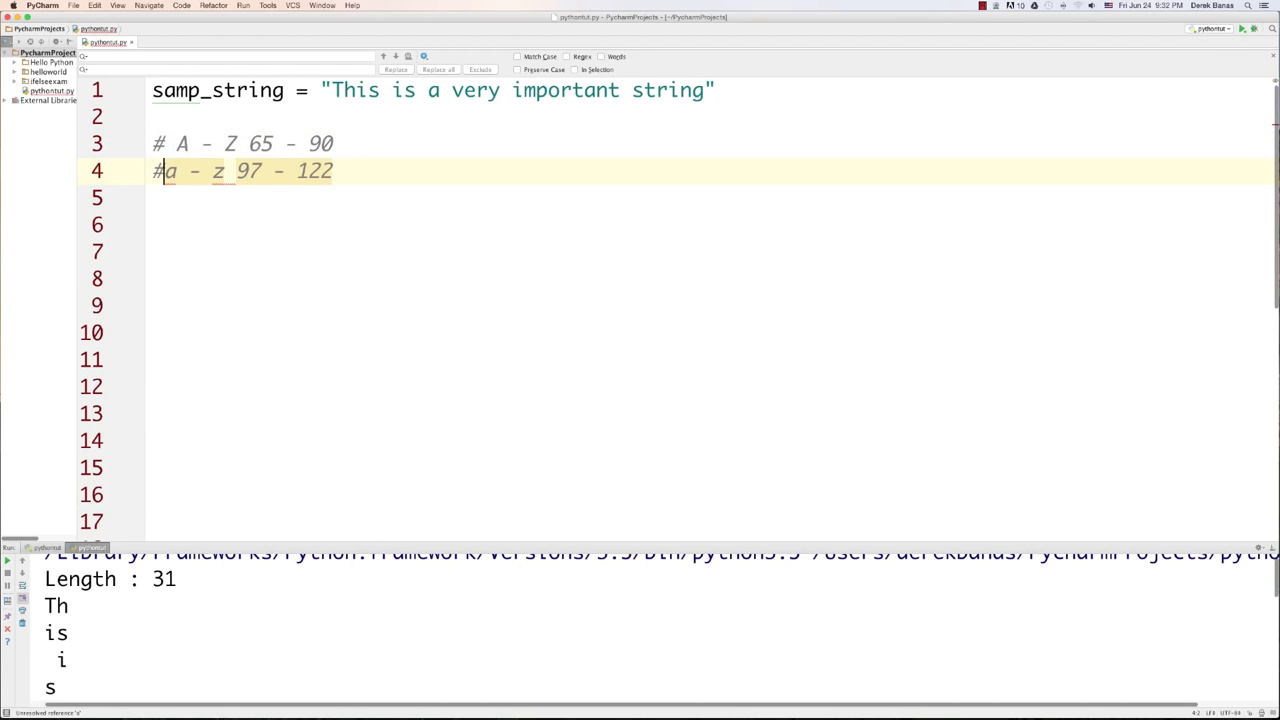 PyCharm File Edit View Navigate Code Refactor Run Tools VCS Window Help
10 Fri Jun 24 9:32 PM Derek Banas
pythontut.py - PycharmProjects - [~/PycharmProjects]
PycharmProjects pythontut.py
pythontut
pythontut.py
PycharmProject
Hello Python
helloworld
ifelseexam
pythontut.py
External Librarie
Match Case Regex Words
Replace Replace all Exclude Preserve Case In Selection
1 samp_string = "This is a very important string"
2
3 # A - Z 65 - 90
4 #a - z 97 - 122
5
6
7
8
9
10
11
12
13
14
15
16
17
Run: pythontut pythontut
/Library/Frameworks/Python.framework/Versions/3.5/bin/python3.5 /Users/derekbanas/PycharmProjects/pytho
Length : 31
Th
is
i
s
Unresolved reference 'a' 4:2 LF UTF-8